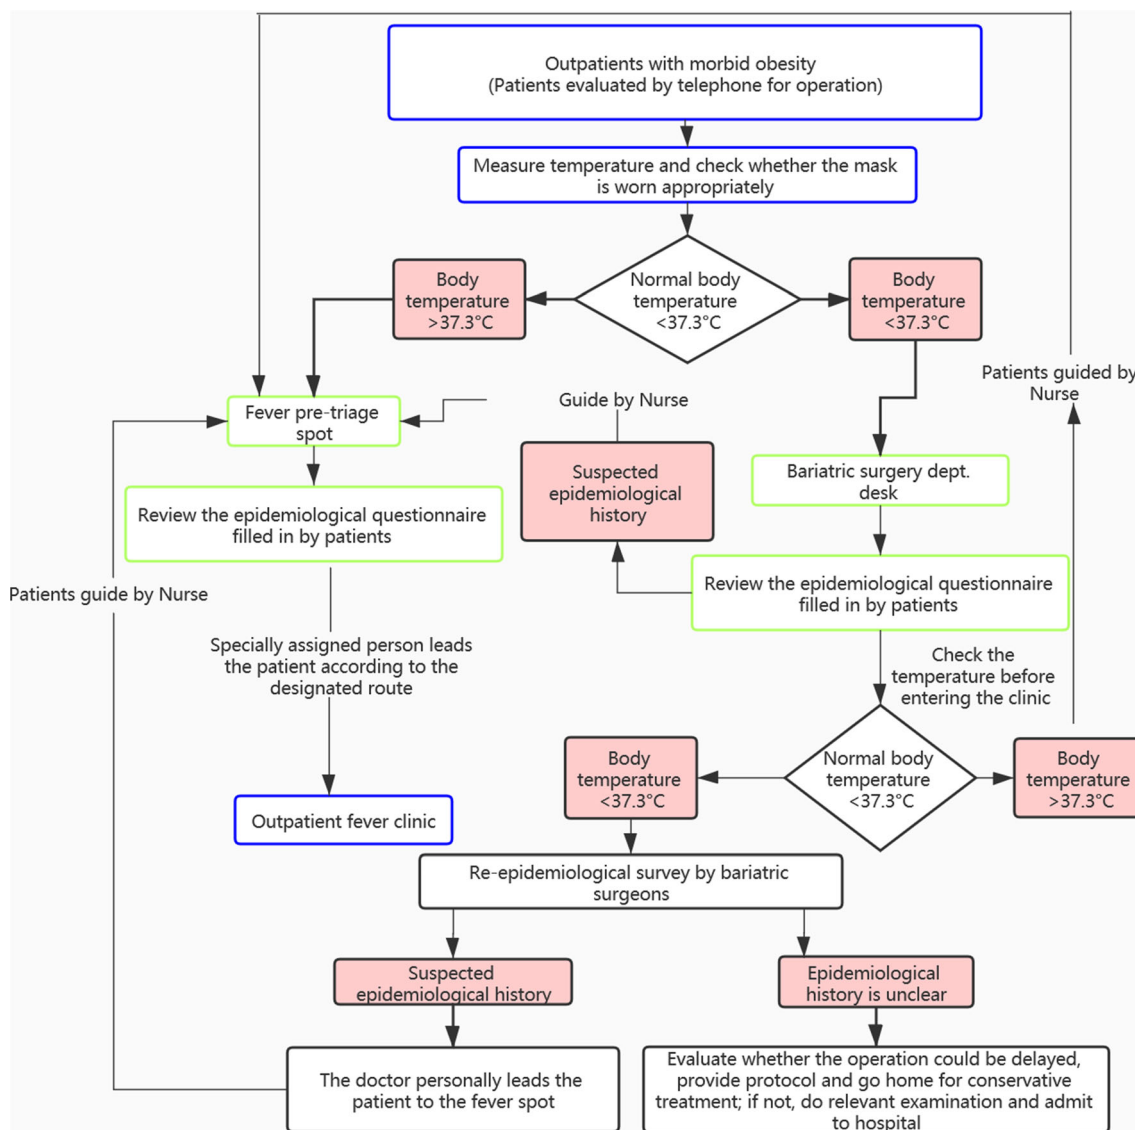 Outpatients with morbid obesity
(Patients evaluated by telephone for operation)
Measure temperature and check whether the mask
is worn appropriately
Body
temperature
>37.3°C
Normal body
temperature
<37.3°C
Body
temperature
<37.3°C
Patients guided by
Nurse
Fever pre-triage
spot
Guide by Nurse
Suspected
epidemiological
history
Bariatric surgery dept.
desk
Review the epidemiological questionnaire
filled in by patients
Review the epidemiological questionnaire
filled in by patients
Patients guide by Nurse
Specially assigned person leads
the patient according to the
designated route
Check the
temperature before
entering the clinic
Body
temperature
<37.3°C
Normal body
temperature
<37.3°C
Body
temperature
>37.3°C
Outpatient fever clinic
Re-epidemiological survey by bariatric
surgeons
Suspected
epidemiological history
Epidemiological
history is unclear
The doctor personally leads the
patient to the fever spot
Evaluate whether the operation could be delayed,
provide protocol and go home for conservative
treatment; if not, do relevant examination and admit
to hospital